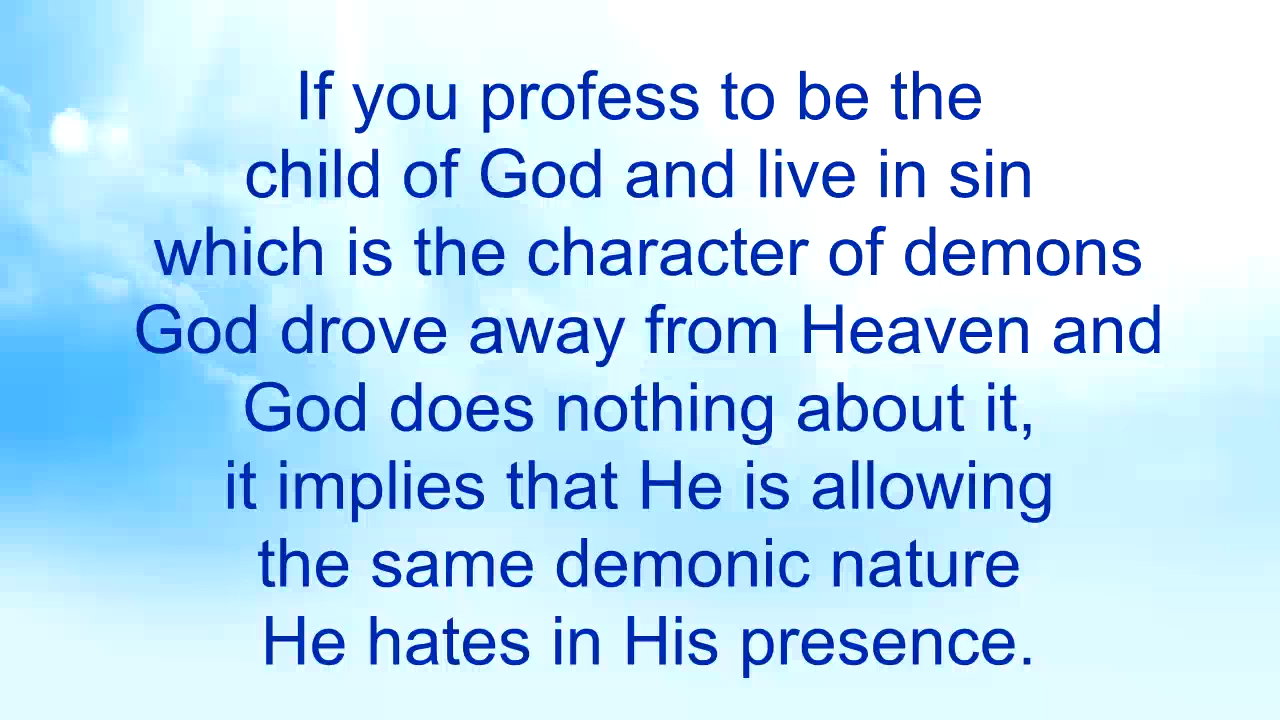 If you profess to be the
child of God and live in sin
which is the character of demons
God drove away from Heaven and
God does nothing about it,
it implies that He is allowing
the same demonic nature
He hates in His presence.